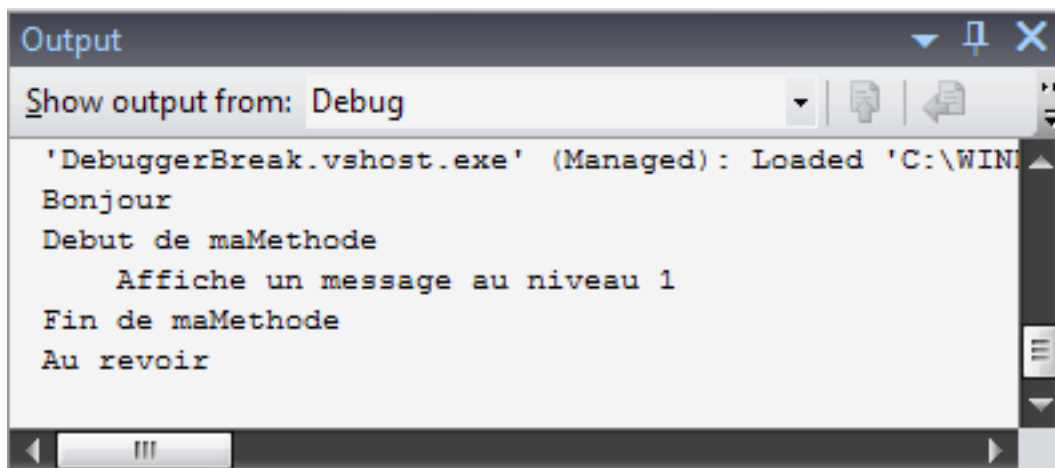 Output
Show output from: Debug
'DebuggerBreak.vshost.exe' (Managed): Loaded 'C:\WIN
Bonjour
Debut de maMethode
Affiche un message au niveau 1
Fin de maMethode
Au revoir